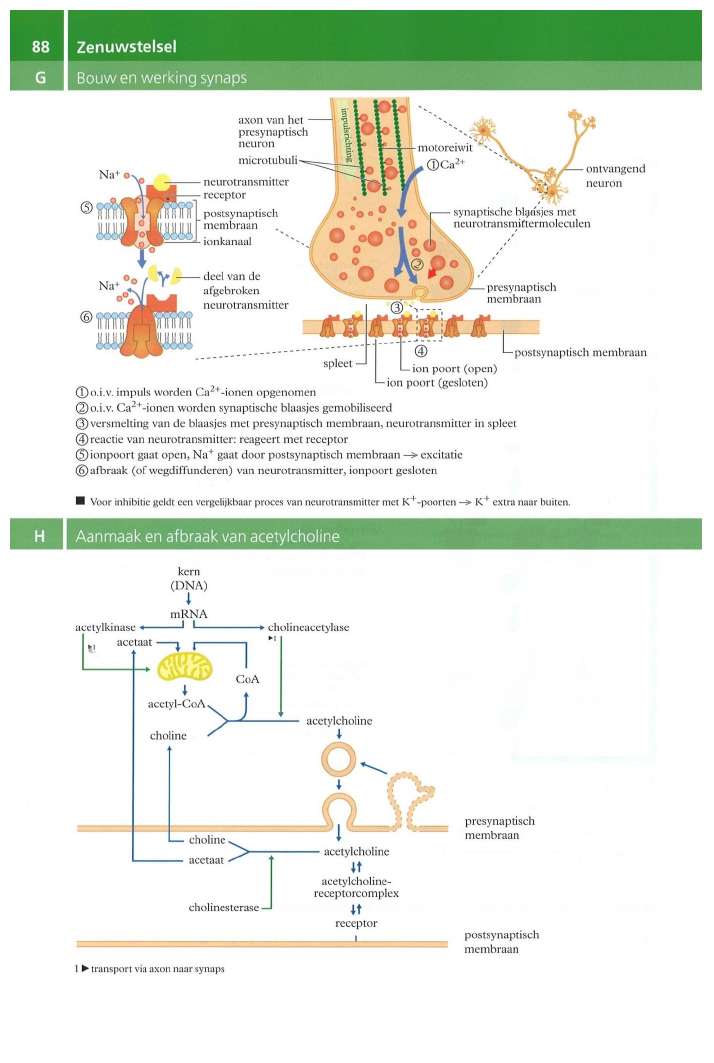 88 Zenuwstelsel
G Bouw en werking synaps
axon van het
presynaptisch
neuron
microtubuli
impulsrichting
motoreiwit
①Ca²⁺
ontvangend
neuron
Na⁺
neurotransmitter
receptor
⑤
postsynaptisch
membraan
ionkanaal
synaptische blaasjes met
neurotransmittermoleculen
②
deel van de
afgebroken
neurotransmitter
Na⁺
⑥
presynaptisch
membraan
③
④
postsynaptisch membraan
spleet
ion poort (open)
ion poort (gesloten)
① o.i.v. impuls worden Ca²⁺-ionen opgenomen
② o.i.v. Ca²⁺-ionen worden synaptische blaasjes gemobiliseerd
③ versmelting van de blaasjes met presynaptisch membraan, neurotransmitter in spleet
④ reactie van neurotransmitter: reageert met receptor
⑤ ionpoort gaat open, Na⁺ gaat door postsynaptisch membraan → excitatie
⑥ afbraak (of wegdiffunderen) van neurotransmitter, ionpoort gesloten
■ Voor inhibitie geldt een vergelijkbaar proces van neurotransmitter met K⁺-poorten → K⁺ extra naar buiten.
H Aanmaak en afbraak van acetylcholine
kern
(DNA)
mRNA
acetylkinase
cholineacetylase
▶1
▶1
acetaat
CoA
acetyl-CoA
acetylcholine
choline
presynaptisch
membraan
choline
acetaat
acetylcholine
acetylcholine-
receptorcomplex
cholinesterase
receptor
postsynaptisch
membraan
1 ▶ transport via axon naar synaps